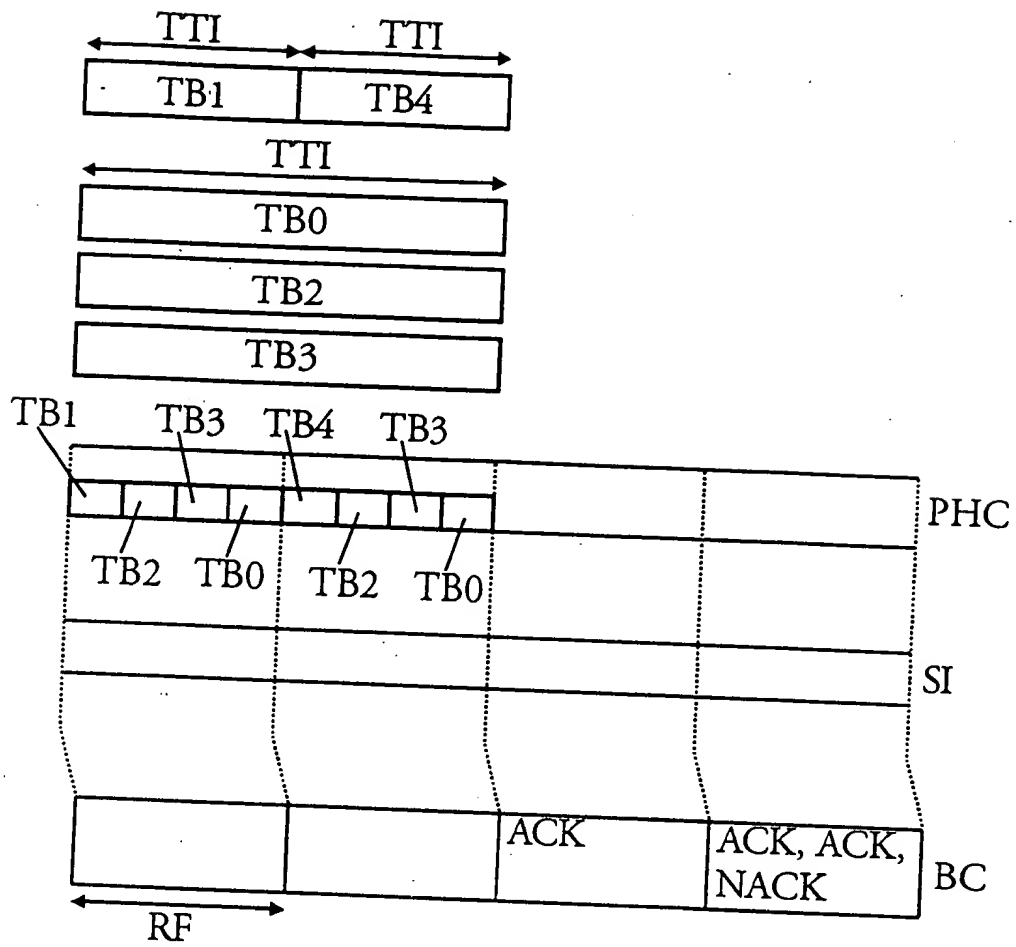 TTI TTI
TB1 TB4
TTI
TB0
TB2
TB3
TB1 TB3 TB4 TB3
PHC
TB2 TB0 TB2 TB0
SI
ACK ACK, ACK,
NACK
BC
RF